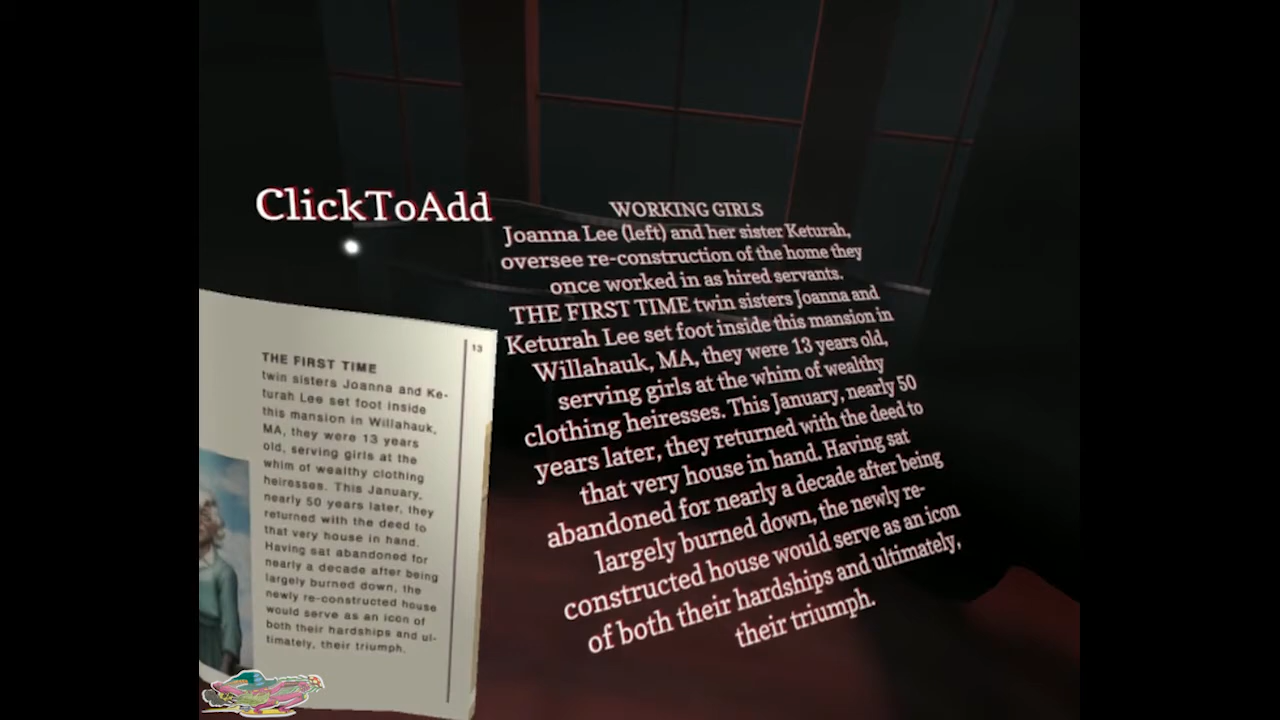 ClickToAdd
WORKING GIRLS
Joanna Lee (left) and her sister Keturah,
oversee re-construction of the home they
once worked in as hired servants.
THE FIRST TIME twin sisters Joanna and
Keturah Lee set foot inside this mansion in
Willahauk, MA, they were 13 years old,
serving girls at the whim of wealthy
clothing heiresses. This January, nearly 50
years later, they returned with the deed to
that very house in hand. Having sat
abandoned for nearly a decade after being
largely burned down, the newly re-
constructed house would serve as an icon
of both their hardships and ultimately,
their triumph.
13
THE FIRST TIME
twin sisters Joanna and Ke-
turah Lee set foot inside
this mansion in Willahauk,
MA, they were 13 years
old, serving girls at the
whim of wealthy clothing
heiresses. This January,
nearly 50 years later, they
returned with the deed to
that very house in hand.
Having sat abandoned for
nearly a decade after being
largely burned down, the
newly re-constructed house
would serve as an icon of
both their hardships and ul-
timately, their triumph.